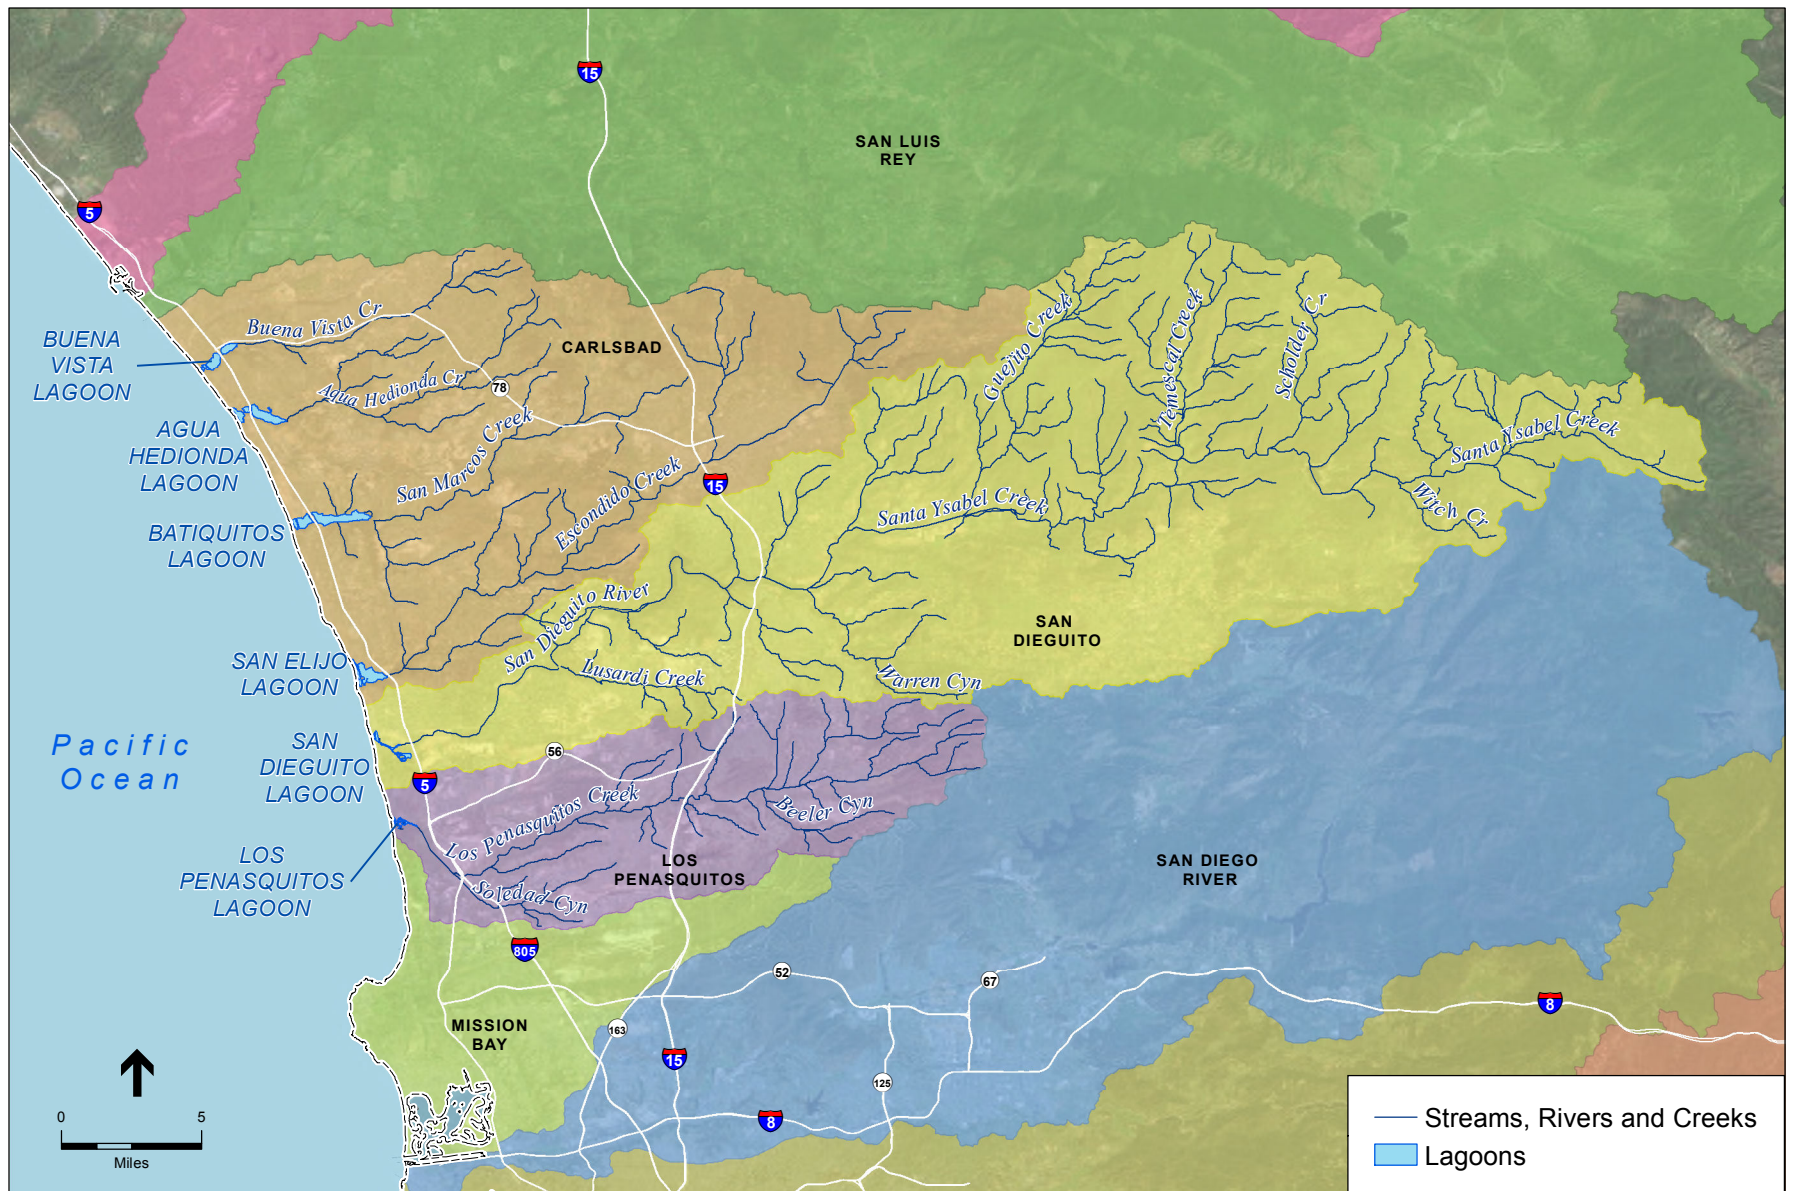 15
SAN LUIS
REY
5
Buena Vista Cr
BUENA
VISTA
LAGOON
CARLSBAD
78
Aqua Hedionda Cr
AGUA
HEDIONDA
LAGOON
San Marcos Creek
Escondido Creek
15
BATIQUITOS
LAGOON
Guejito Creek
Temescal Creek
Scholder Cr
Santa Ysabel Creek
Santa Ysabel Creek
Witch Cr
San Dieguito River
SAN
DIEGUITO
SAN ELIJO
LAGOON
Lusardi Creek
Warren Cyn
Pacific
Ocean
SAN
DIEGUITO
LAGOON
56
5
Los Penasquitos Creek
Beeler Cyn
LOS
PENASQUITOS
LAGOON
LOS
PENASQUITOS
SAN DIEGO
RIVER
Soledad Cyn
805
52
67
8
MISSION
BAY
163
15
125
8
0 5
Miles
Streams, Rivers and Creeks
Lagoons